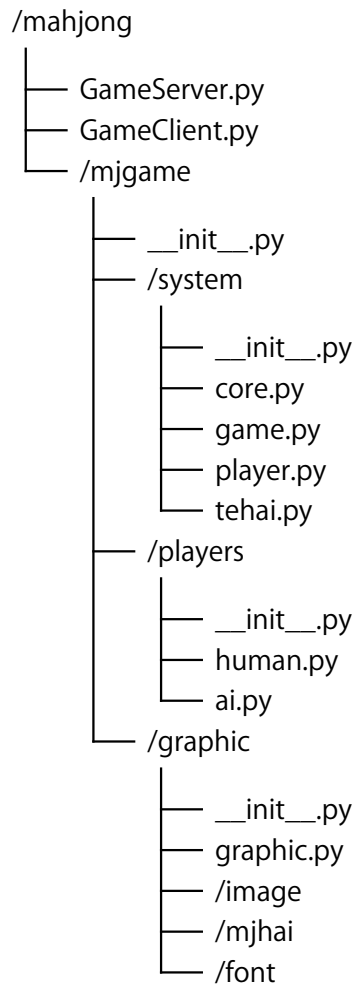 /mahjong
GameServer.py
GameClient.py
/mjgame
__init__.py
/system
__init__.py
core.py
game.py
player.py
tehai.py
/players
__init__.py
human.py
ai.py
/graphic
__init__.py
graphic.py
/image
/mjhai
/font